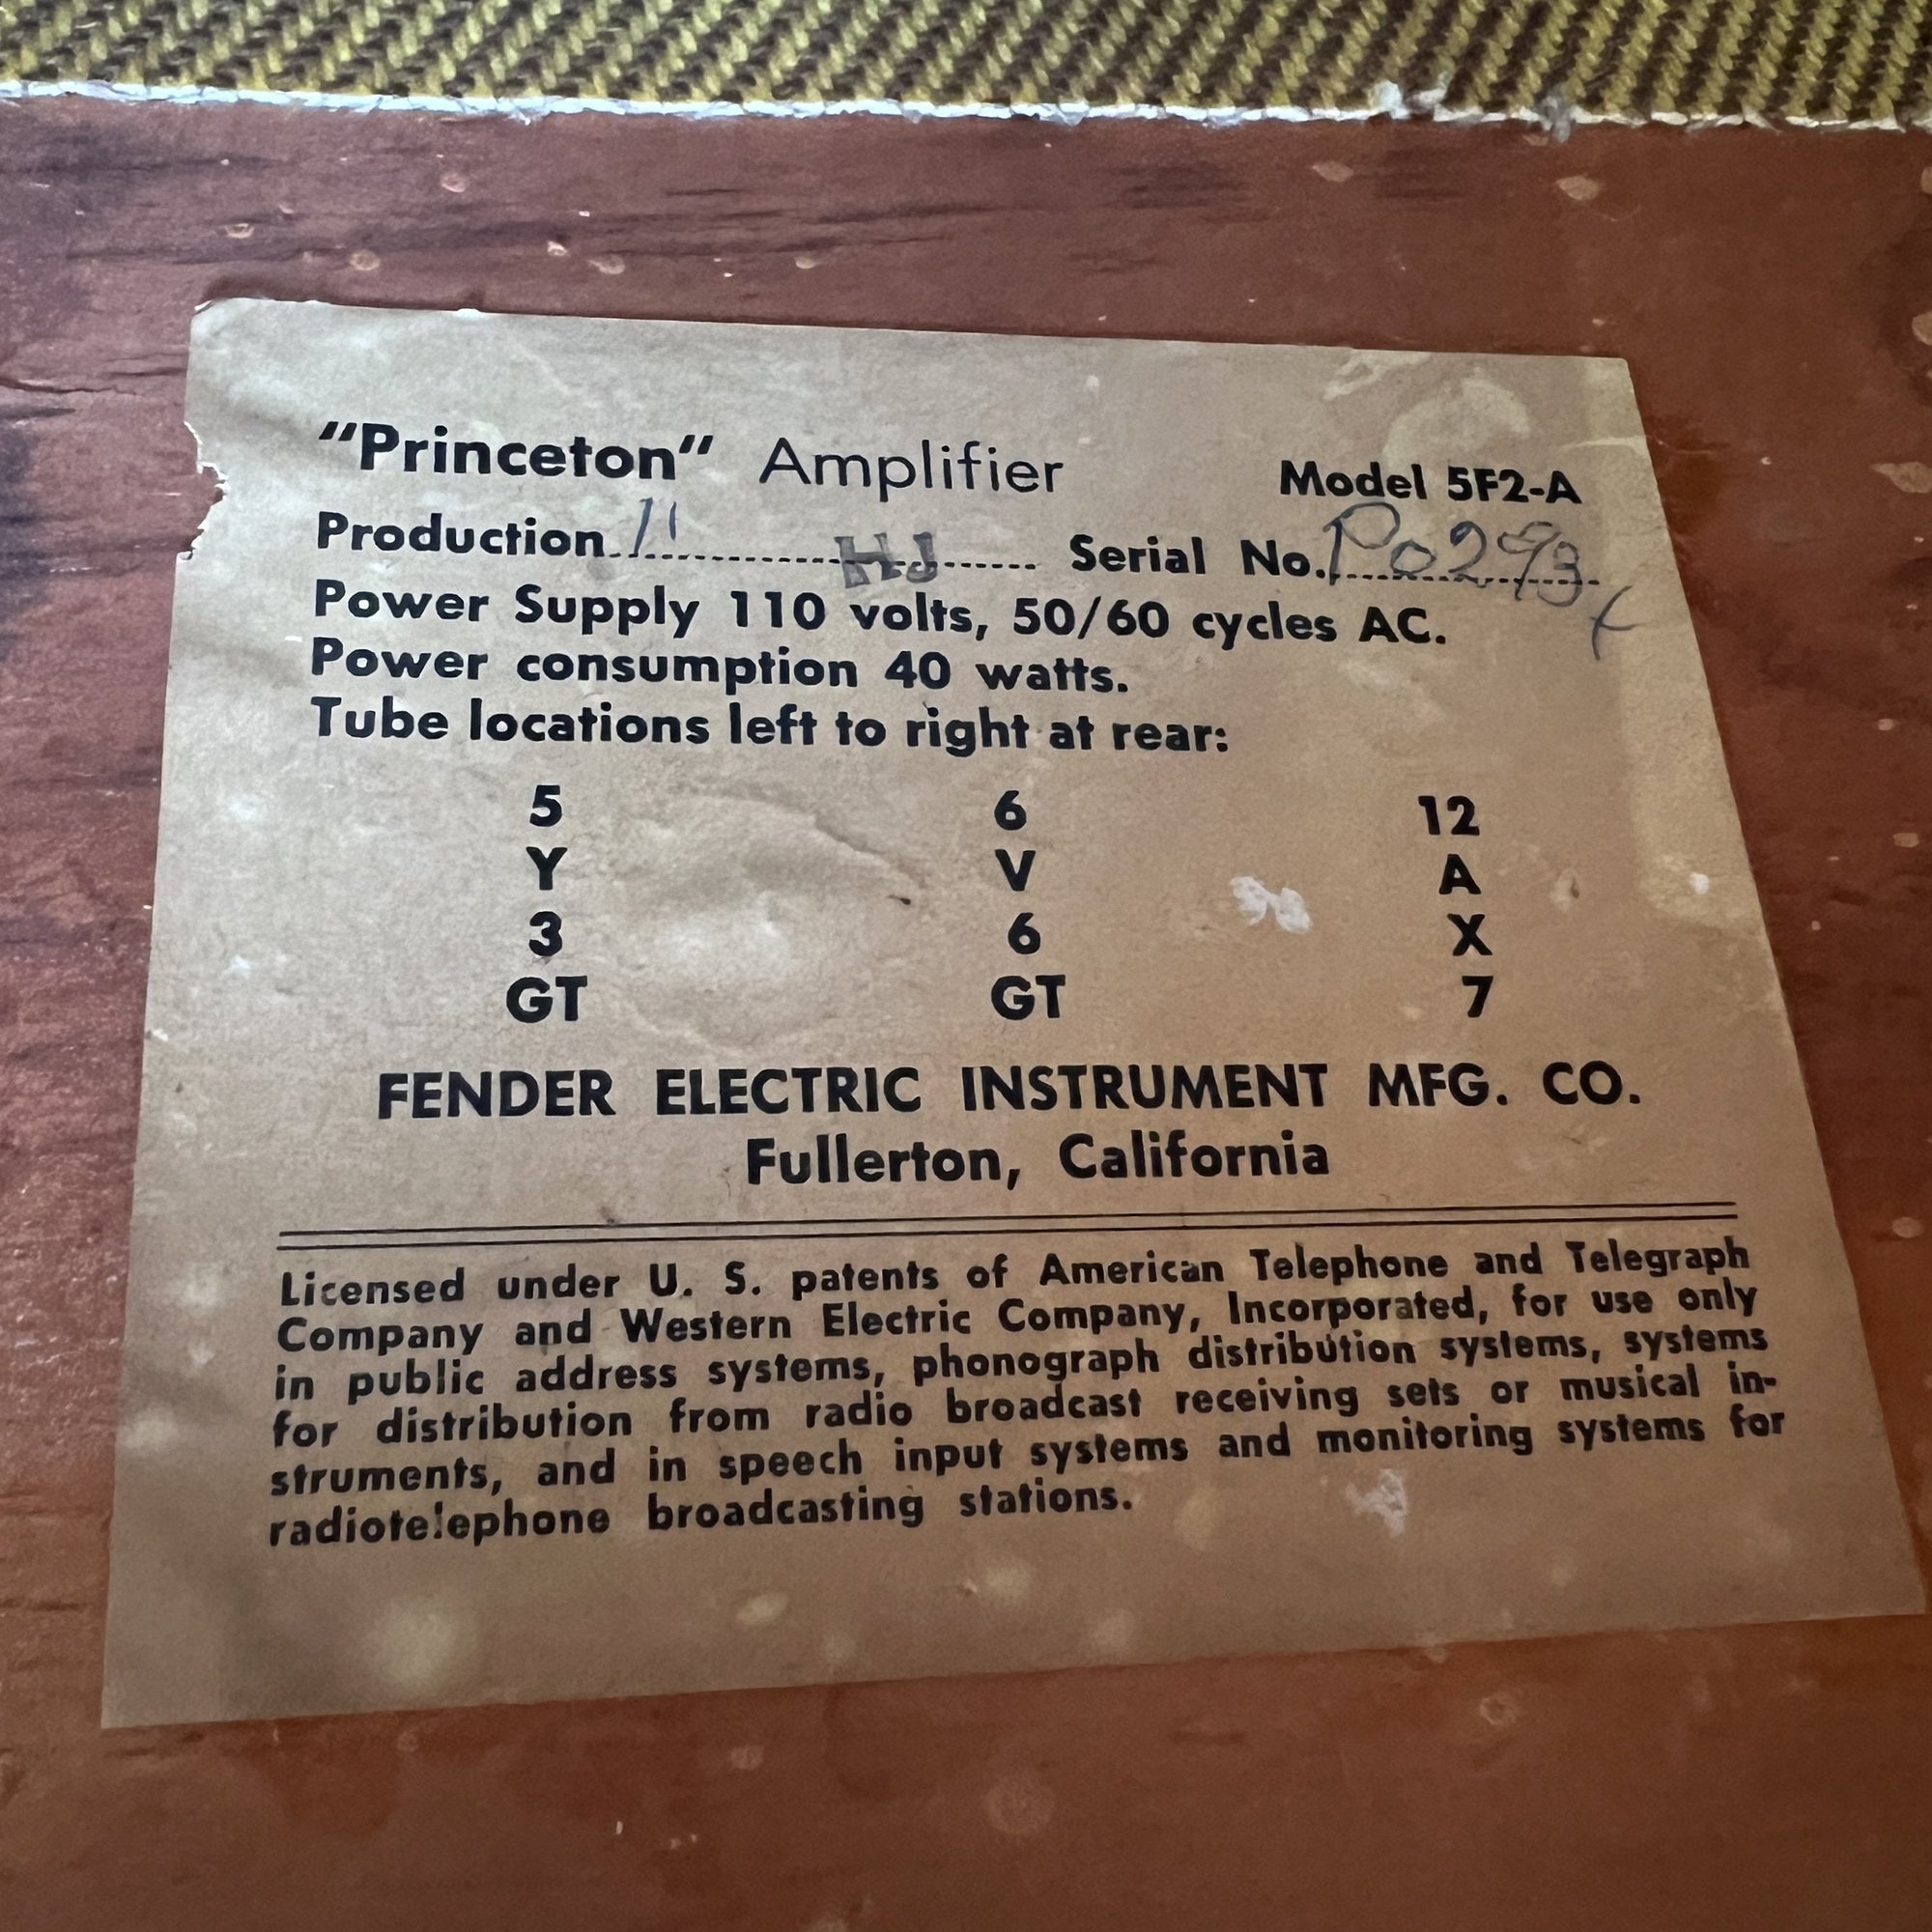 "Princeton" Amplifier Model 5F2-A
Production 11 HJ Serial No. P0293
Power Supply 110 volts, 50/60 cycles AC.
Power consumption 40 watts.
Tube locations left to right at rear:
5 6 12
Y V A
3 6 X
GT GT 7
FENDER ELECTRIC INSTRUMENT MFG. CO.
Fullerton, California
Licensed under U. S. patents of American Telephone and Telegraph
Company and Western Electric Company, Incorporated, for use only
in public address systems, phonograph distribution systems, systems
for distribution from radio broadcast receiving sets or musical in-
struments, and in speech input systems and monitoring systems for
radiotelephone broadcasting stations.